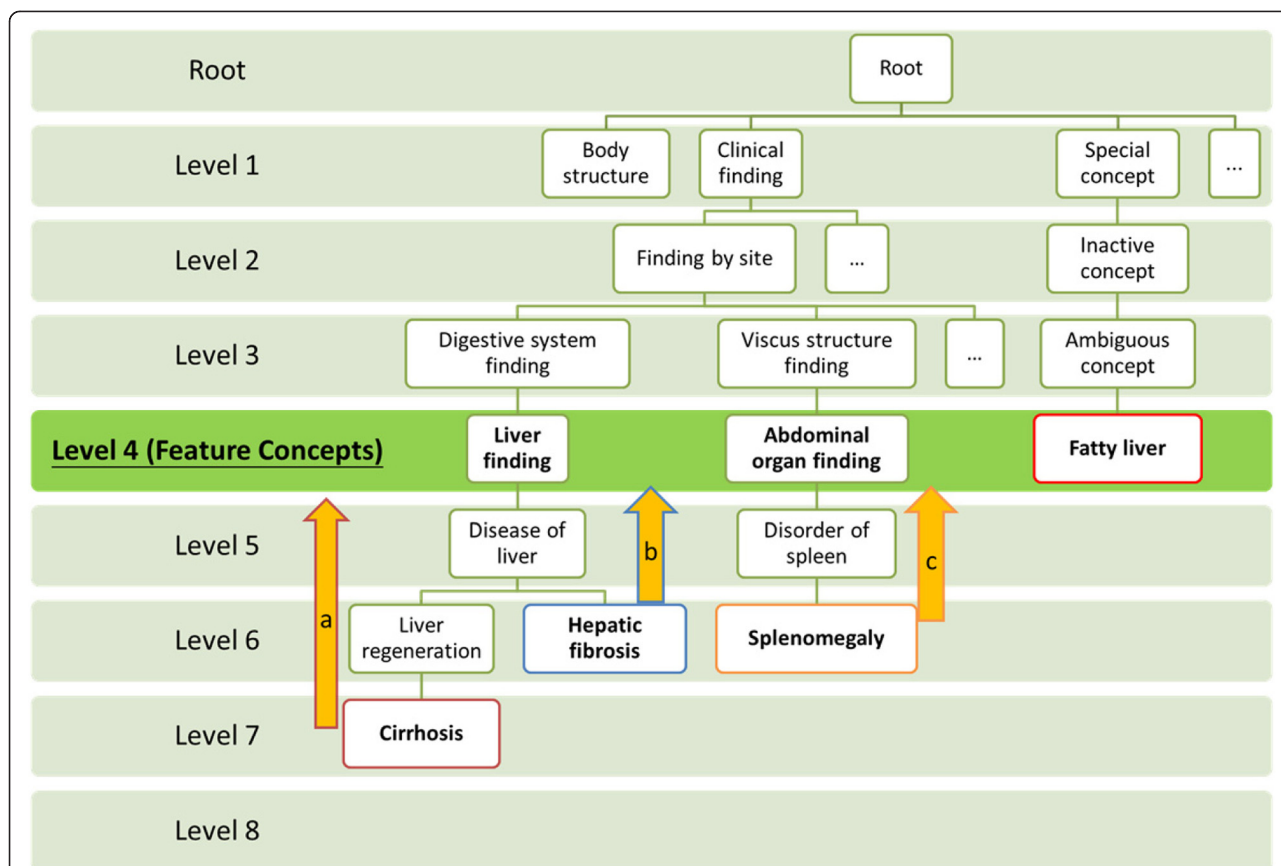 Root
Root
Level 1
Body
structure
Clinical
finding
Special
concept
...
Level 2
Finding by site
...
Inactive
concept
Level 3
Digestive system
finding
Viscus structure
finding
...
Ambiguous
concept
Level 4 (Feature Concepts)
Liver
finding
Abdominal
organ finding
Fatty liver
Level 5
Disease of
liver
b
Disorder of
spleen
c
Level 6
a
Liver
regeneration
Hepatic
fibrosis
Splenomegaly
Level 7
Cirrhosis
Level 8